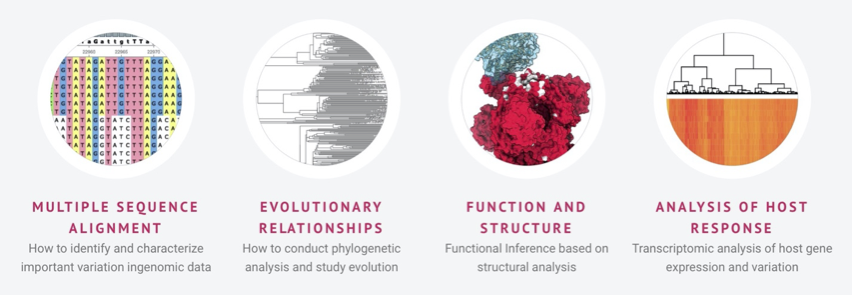 MULTIPLE SEQUENCE
ALIGNMENT
How to identify and characterize
important variation ingenomic data
EVOLUTIONARY
RELATIONSHIPS
How to conduct phylogenetic
analysis and study evolution
FUNCTION AND
STRUCTURE
Functional Inference based on
structural analysis
ANALYSIS OF HOST
RESPONSE
Transcriptomic analysis of host gene
expression and variation